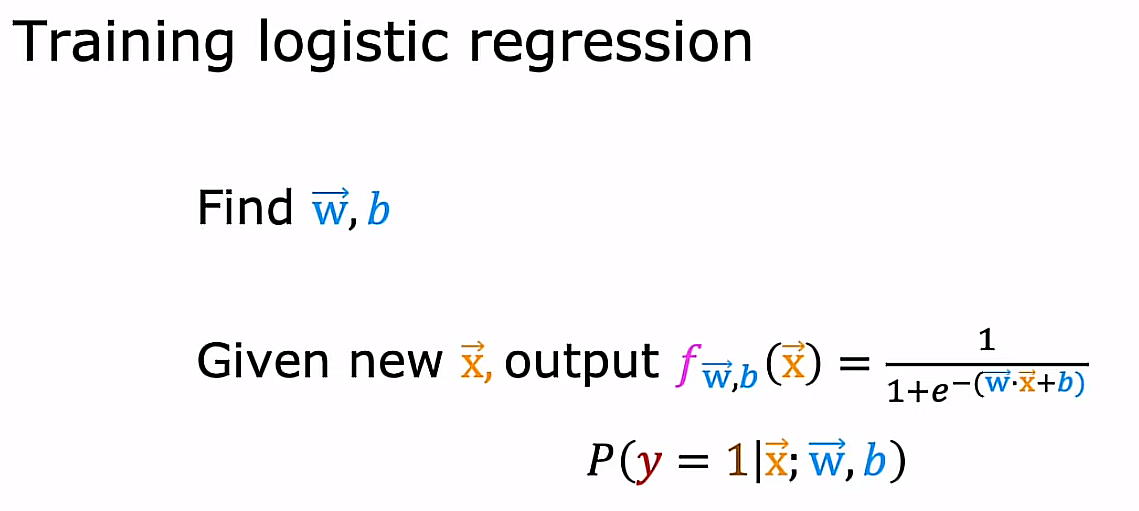 Training logistic regression
Find $\vec{w}, b$
Given new $\vec{x}$, output $f_{\vec{w},b}(\vec{x}) = \frac{1}{1+e^{-(\vec{w}\cdot\vec{x}+b)}}$
$P(y = 1|\vec{x}; \vec{w}, b)$